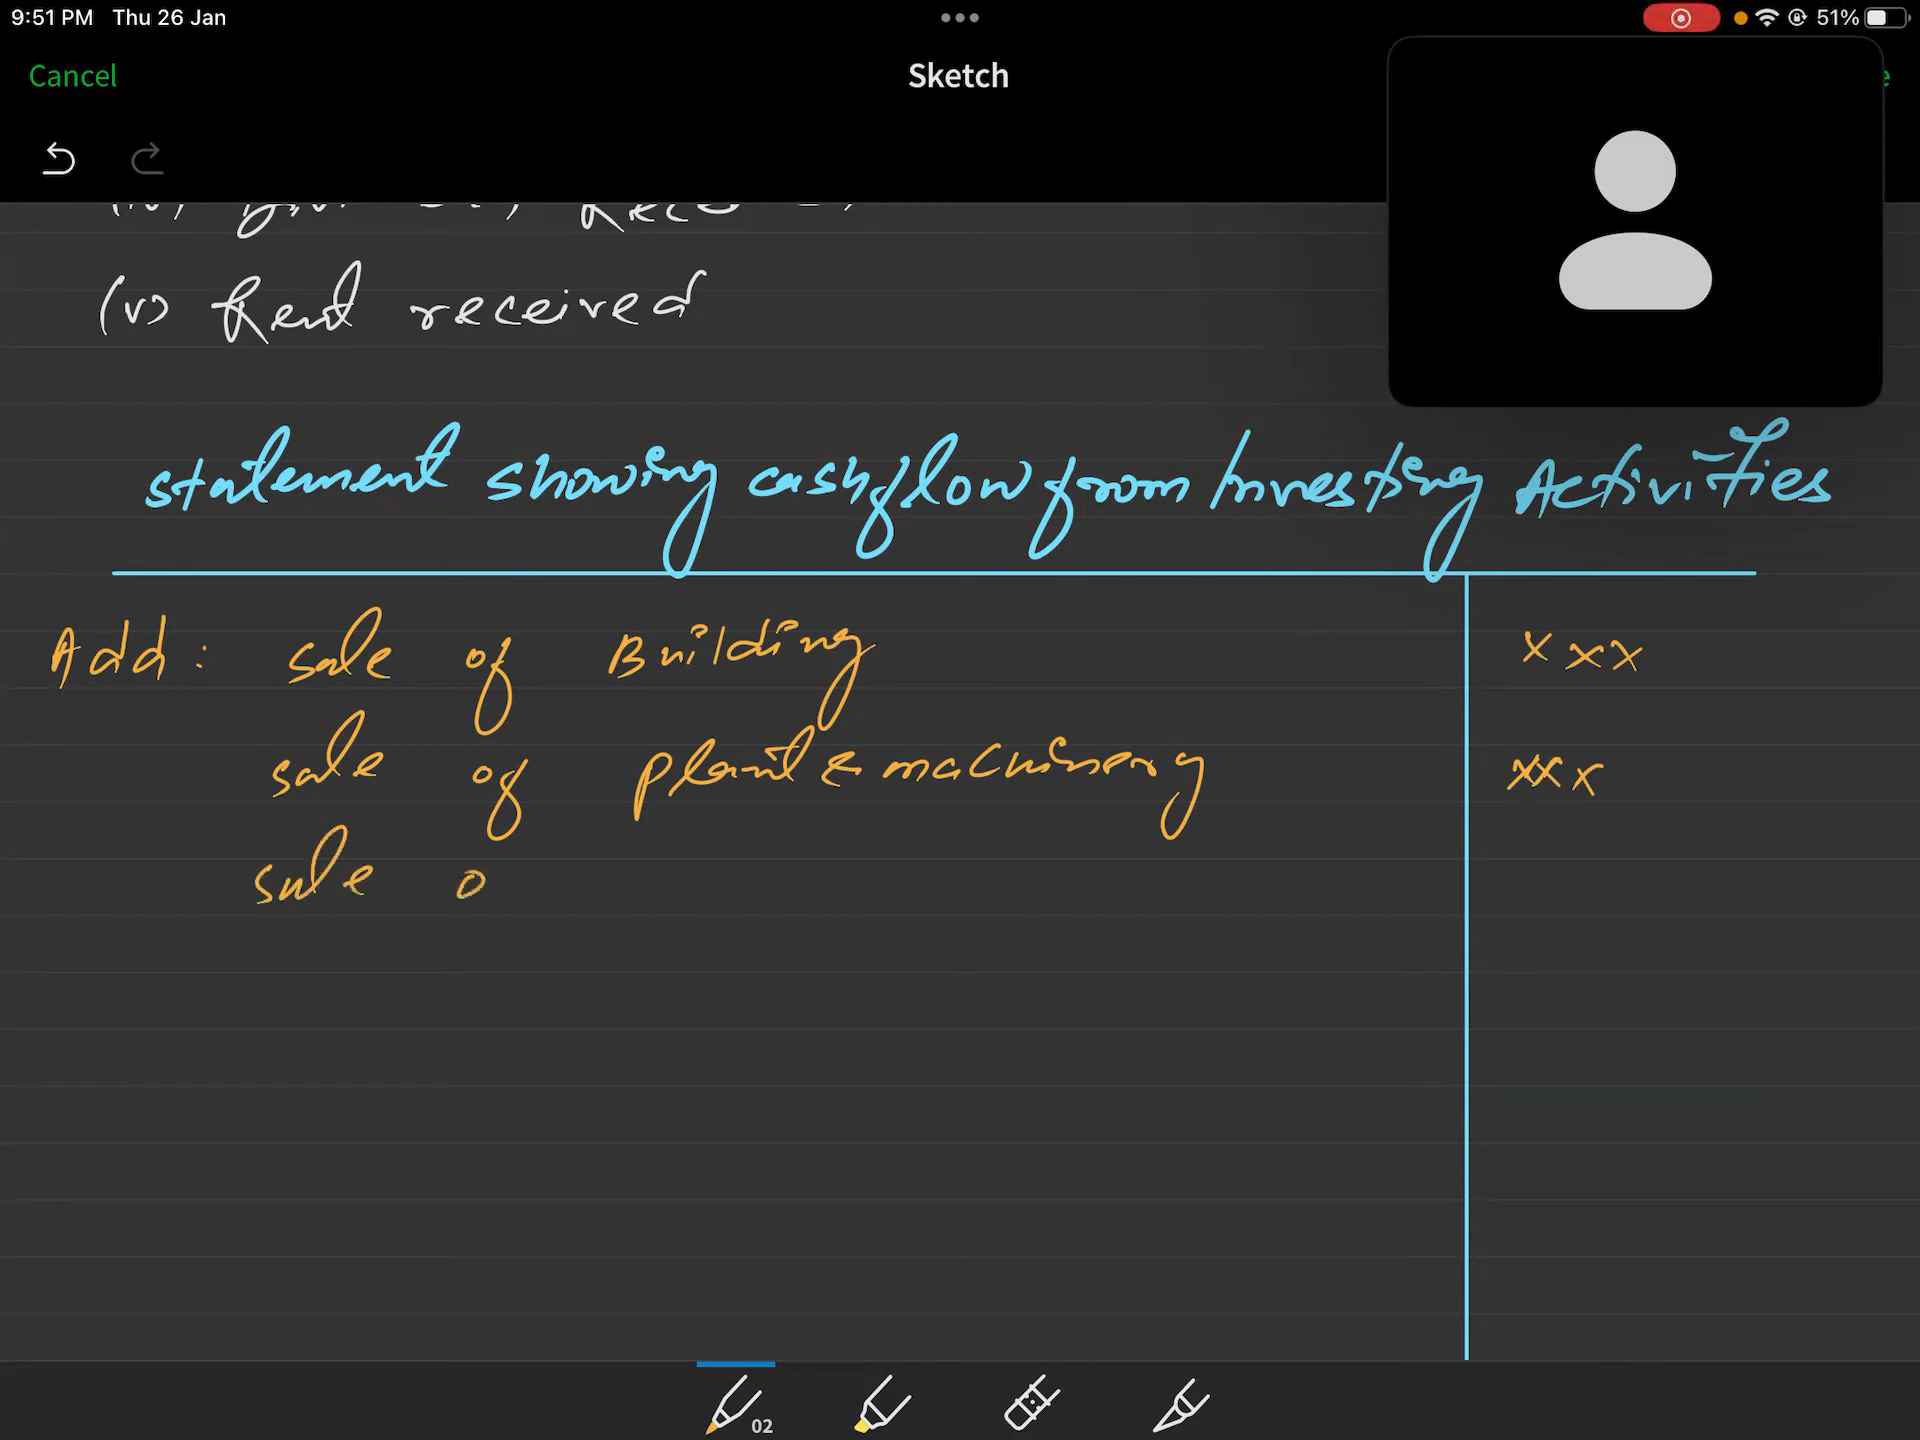 9:51 PM Thu 26 Jan 51%
Cancel Sketch
(v) Rent received
statement showing cashflow from Investing Activities
Add: sale of Building xxx
sale of plant & machinery xxx
sale o
02